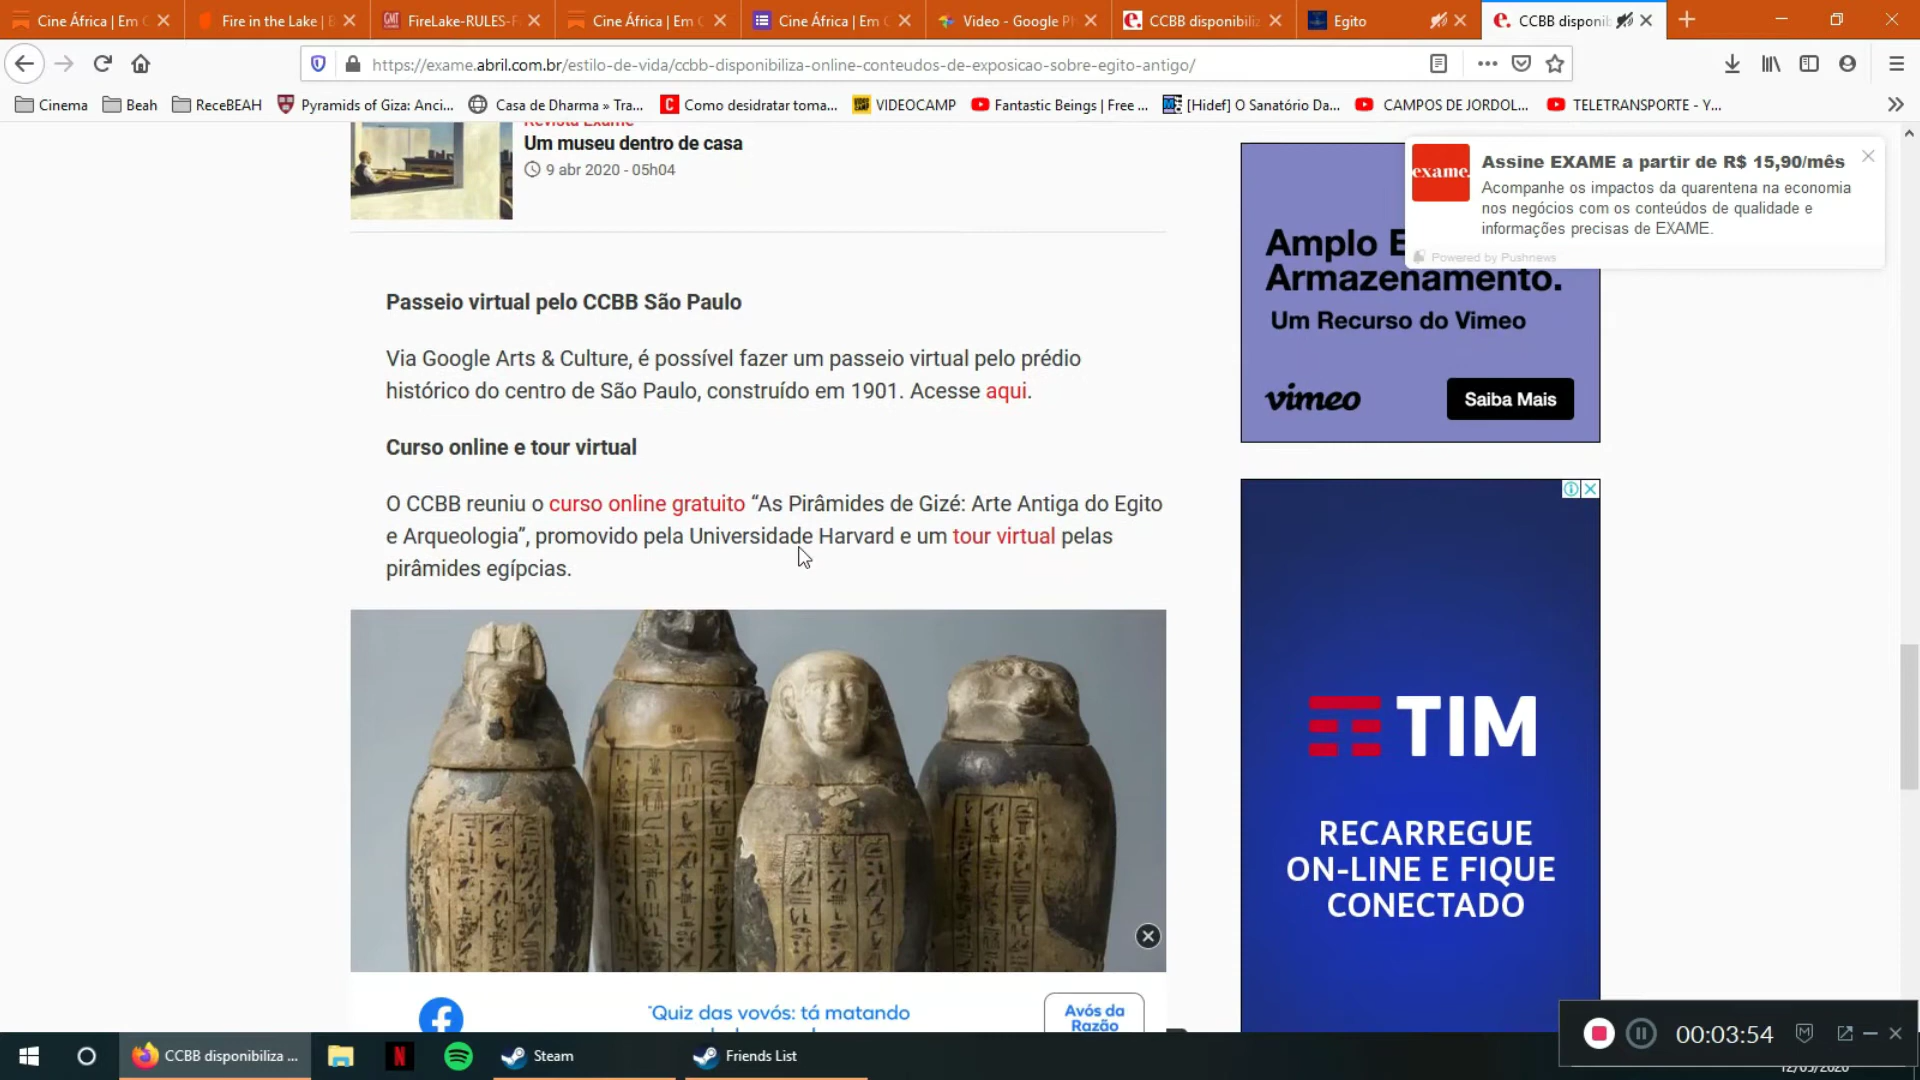 Cine África | Em C
Fire in the Lake | B
FireLake-RULES-F
Cine África | Em C
Cine África | Em C
Video - Google Ph
CCBB disponibiliz
Egito
CCBB disponib
https://exame.abril.com.br/estilo-de-vida/ccbb-disponibiliza-online-conteudos-de-exposicao-sobre-egito-antigo/
Cinema
Beah
ReceBEAH
Pyramids of Giza: Anci...
Casa de Dharma » Tra...
Como desidratar toma...
VIDEOCAMP
Fantastic Beings | Free ...
[Hidef] O Sanatório Da...
CAMPOS DE JORDOL...
TELETRANSPORTE - Y...
Revista Exame
Um museu dentro de casa
9 abr 2020 - 05h04
Passeio virtual pelo CCBB São Paulo
Via Google Arts & Culture, é possível fazer um passeio virtual pelo prédio
histórico do centro de São Paulo, construído em 1901. Acesse aqui.
Curso online e tour virtual
O CCBB reuniu o curso online gratuito “As Pirâmides de Gizé: Arte Antiga do Egito
e Arqueologia”, promovido pela Universidade Harvard e um tour virtual pelas
pirâmides egípcias.
"Quiz das vovós: tá matando
Avós da
Razão
exame.
Assine EXAME a partir de R$ 15,90/mês
Acompanhe os impactos da quarentena na economia
nos negócios com os conteúdos de qualidade e
informações precisas de EXAME.
Powered by Pushnews
Amplo E
Armazenamento.
Um Recurso do Vimeo
vimeo
Saiba Mais
TIM
RECARREGUE
ON-LINE E FIQUE
CONECTADO
CCBB disponibiliza ...
Steam
Friends List
00:03:54
12/05/2020